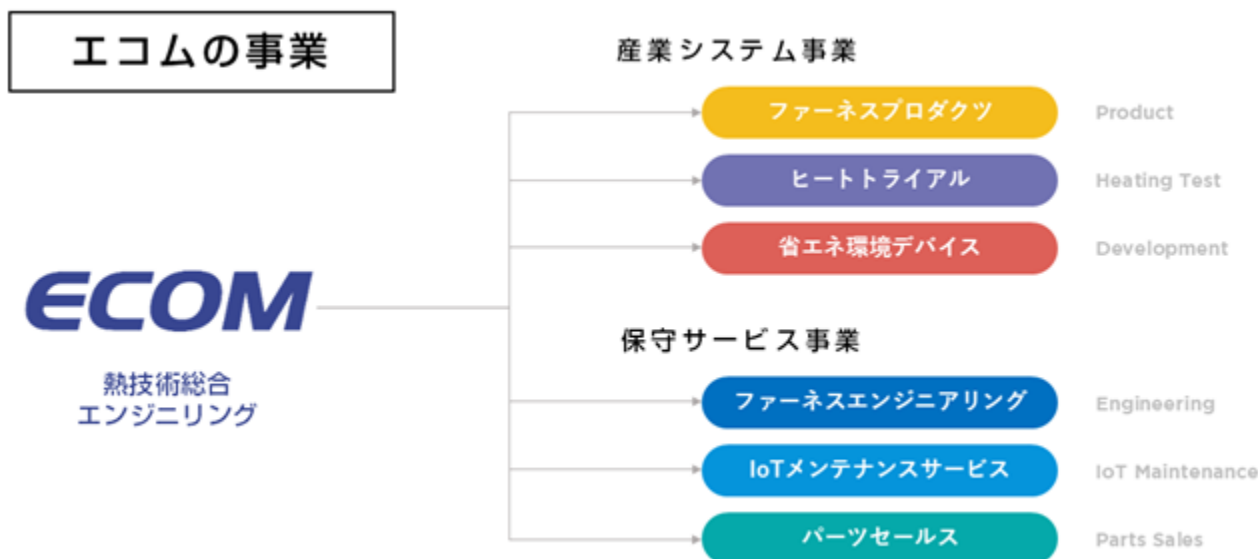 エコムの事業
産業システム事業
ファーネスプロダクツ Product
ヒートトライアル Heating Test
省エネ環境デバイス Development
ECOM
熱技術総合
エンジニリング
保守サービス事業
ファーネスエンジニアリング Engineering
IoTメンテナンスサービス IoT Maintenance
パーツセールス Parts Sales